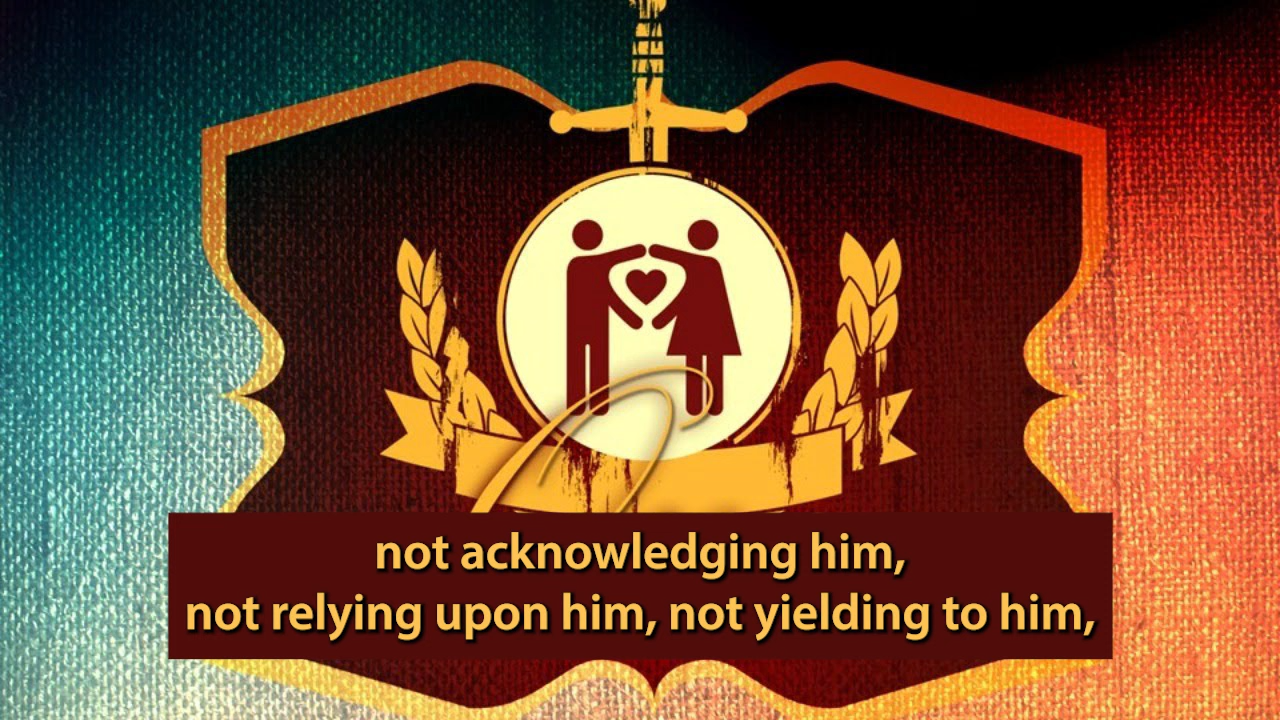 not acknowledging him,
not relying upon him, not yielding to him,